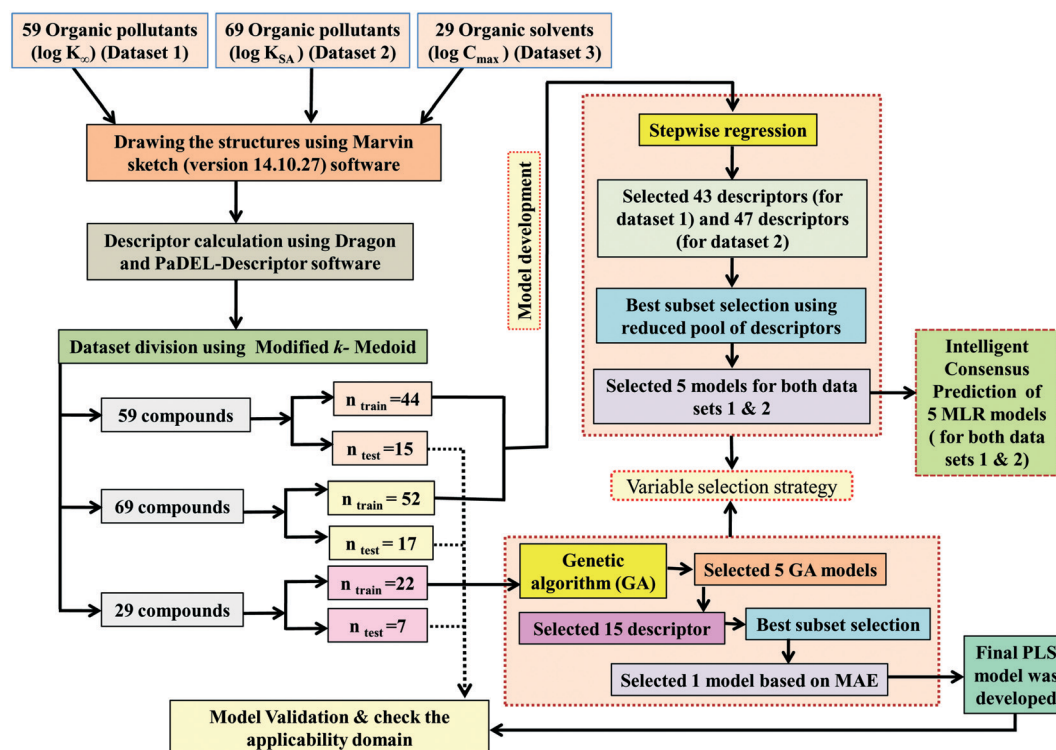 59 Organic pollutants
(log K∞) (Dataset 1)
69 Organic pollutants
(log KSA) (Dataset 2)
29 Organic solvents
(log Cmax) (Dataset 3)
Drawing the structures using Marvin
sketch (version 14.10.27) software
Descriptor calculation using Dragon
and PaDEL-Descriptor software
Dataset division using Modified k- Medoid
59 compounds
n train =44
n test = 15
69 compounds
n train = 52
n test = 17
29 compounds
n train =22
n test =7
Model Validation & check the
applicability domain
Model development
Stepwise regression
Selected 43 descriptors (for
dataset 1) and 47 descriptors
(for dataset 2)
Best subset selection using
reduced pool of descriptors
Selected 5 models for both data
sets 1 & 2
Intelligent
Consensus
Prediction of
5 MLR models
( for both data
sets 1 & 2)
Variable selection strategy
Genetic
algorithm (GA)
Selected 5 GA models
Selected 15 descriptor
Best subset selection
Selected 1 model based on MAE
Final PLS
model was
developed